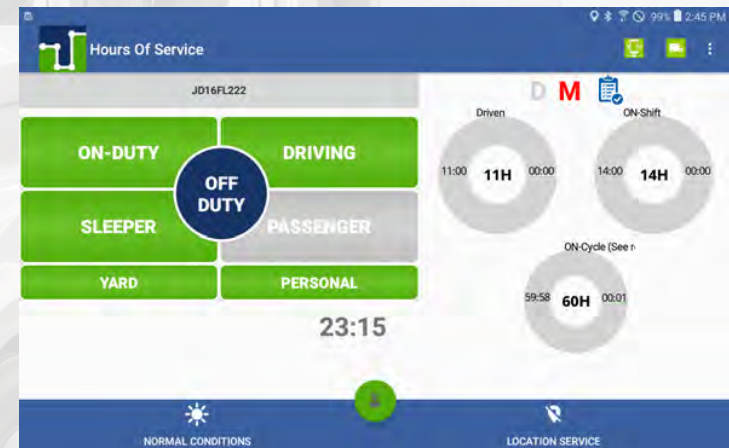 99% 2:45 PM
Hours Of Service
JD16FL222
D M
ON-DUTY
DRIVING
OFF
DUTY
SLEEPER
PASSENGER
YARD
PERSONAL
23:15
Driven
11:00 11H 00:00
ON-Shift
14:00 14H 00:00
ON-Cycle (See r
59:58 60H 00:01
NORMAL CONDITIONS
LOCATION SERVICE